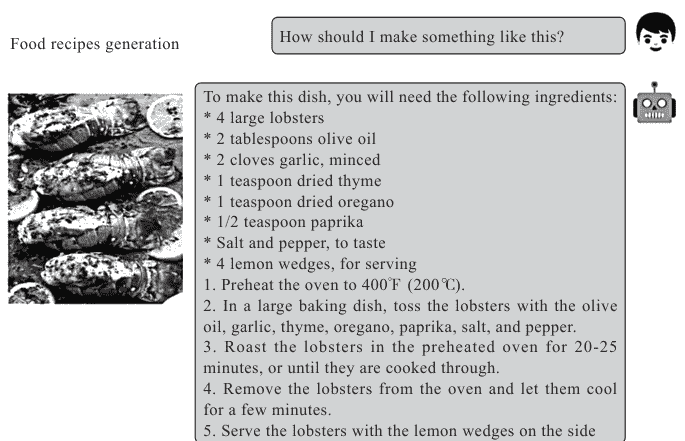 Food recipes generation
How should I make something like this?
To make this dish, you will need the following ingredients:
* 4 large lobsters
* 2 tablespoons olive oil
* 2 cloves garlic, minced
* 1 teaspoon dried thyme
* 1 teaspoon dried oregano
* 1/2 teaspoon paprika
* Salt and pepper, to taste
* 4 lemon wedges, for serving
1. Preheat the oven to 400°F (200℃).
2. In a large baking dish, toss the lobsters with the olive
oil, garlic, thyme, oregano, paprika, salt, and pepper.
3. Roast the lobsters in the preheated oven for 20-25
minutes, or until they are cooked through.
4. Remove the lobsters from the oven and let them cool
for a few minutes.
5. Serve the lobsters with the lemon wedges on the side